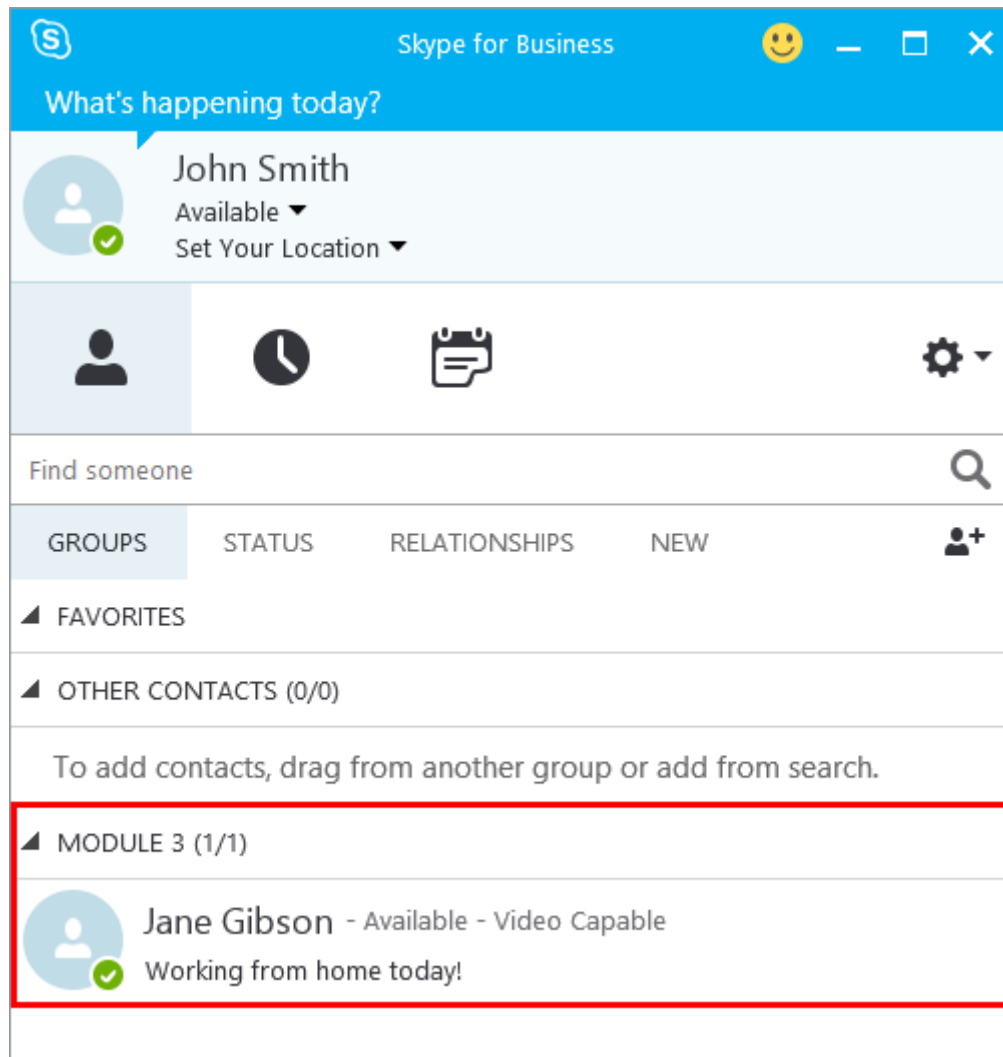 Skype for Business
What's happening today?
John Smith
Available
Set Your Location
Find someone
GROUPS STATUS RELATIONSHIPS NEW
FAVORITES
OTHER CONTACTS (0/0)
To add contacts, drag from another group or add from search.
MODULE 3 (1/1)
Jane Gibson - Available - Video Capable
Working from home today!